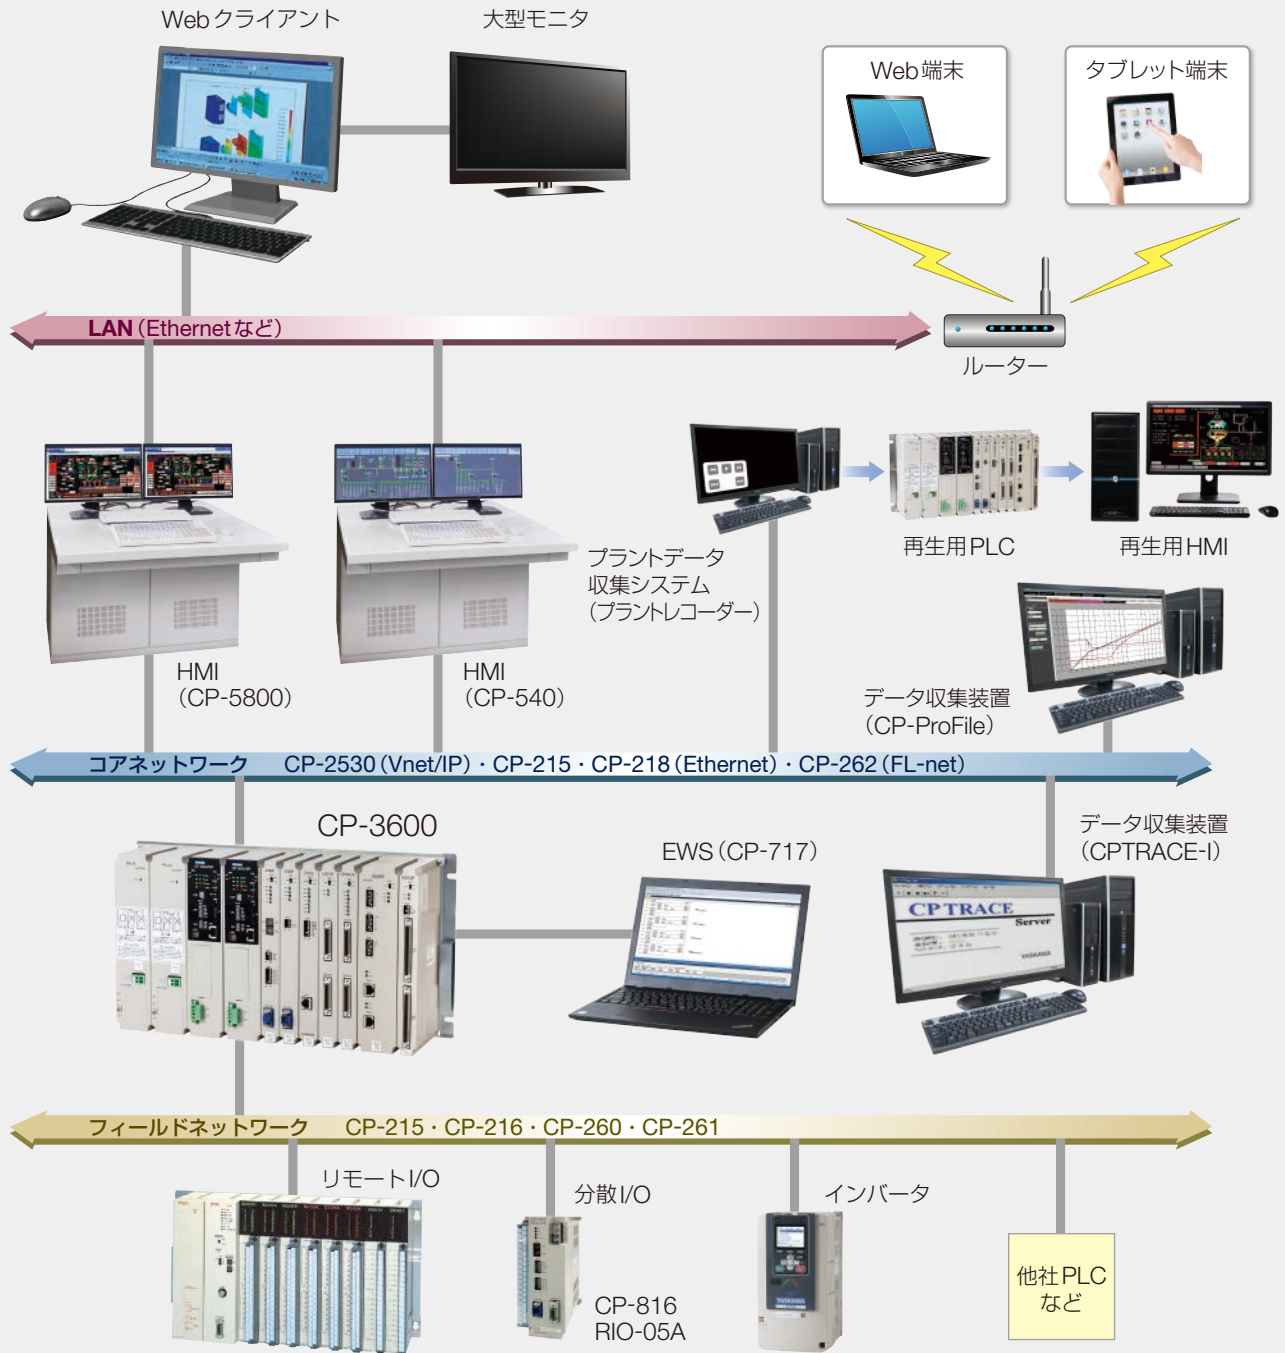 Webクライアント
大型モニタ
Web端末
タブレット端末
LAN(Ethernetなど)
ルーター
再生用PLC
再生用HMI
プラントデータ
収集システム
(プラントレコーダー)
HMI
(CP-5800)
HMI
(CP-540)
データ収集装置
(CP-ProFile)
コアネットワーク CP-2530(Vnet/IP)・CP-215・CP-218(Ethernet)・CP-262(FL-net)
CP-3600
EWS(CP-717)
データ収集装置
(CPTRACE-I)
CP TRACE
Server
YASKAWA
フィールドネットワーク CP-215・CP-216・CP-260・CP-261
リモートI/O
分散I/O
インバータ
CP-816
RIO-05A
YASKAWA
他社PLC
など